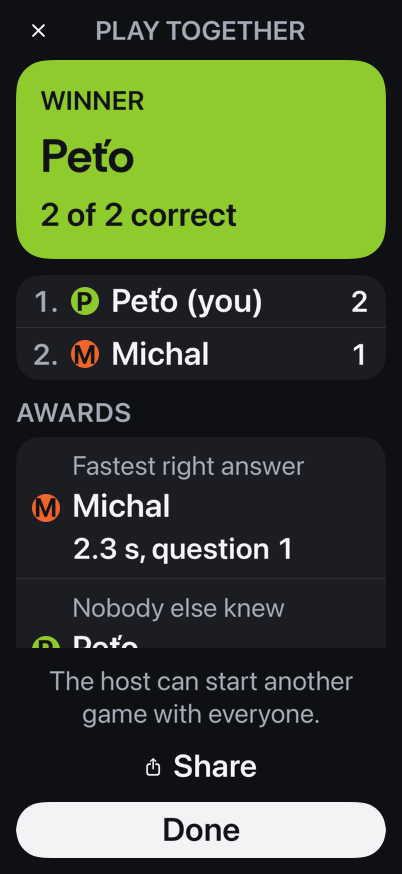 PLAY TOGETHER
WINNER
Peťo
2 of 2 correct
1. P Peťo (you) 2
2. M Michal 1
AWARDS
Fastest right answer
M Michal
2.3 s, question 1
Nobody else knew
P Peťo
The host can start another
game with everyone.
Share
Done